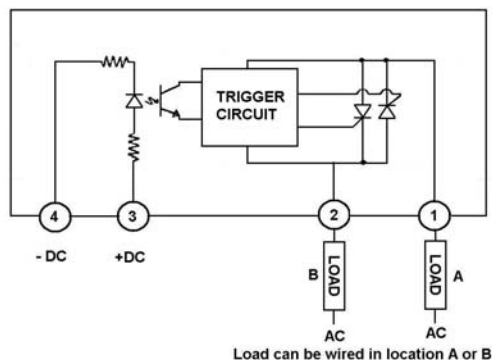 TRIGGER
CIRCUIT
4
3
2
1
- DC
+DC
B
LOAD
LOAD
A
AC
AC
Load can be wired in location A or B